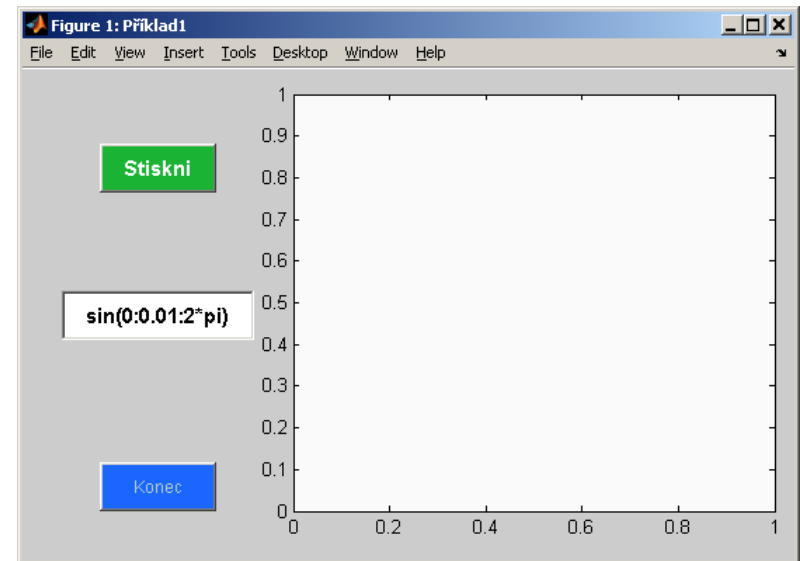 Figure 1: Příklad1
File Edit View Insert Tools Desktop Window Help
Stiskni
sin(0:0.01:2*pi)
Konec
1
0.9
0.8
0.7
0.6
0.5
0.4
0.3
0.2
0.1
0
0 0.2 0.4 0.6 0.8 1